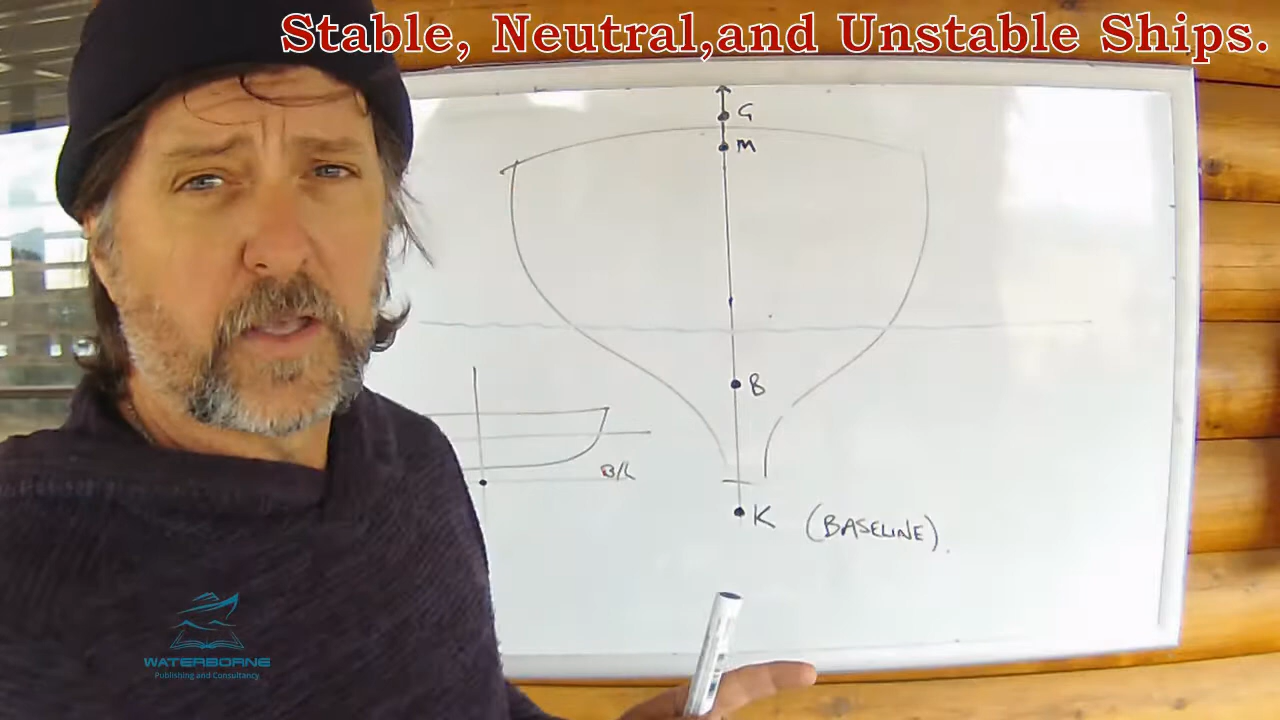 Stable, Neutral,and Unstable Ships.
G
M
B
B/L
K (BASELINE).
WATERBORNE
Publishing and Consultancy